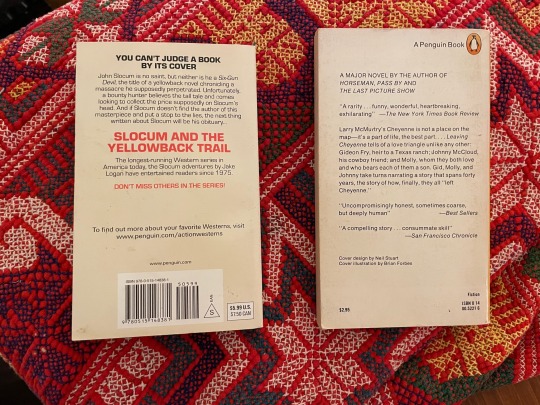 YOU CAN'T JUDGE A BOOK
BY ITS COVER
John Slocum is no saint, but neither is he a Six-Gun
Devil, the title of a yellowback novel chronicling a
massacre he supposedly perpetrated. Unfortunately,
a bounty hunter believes the tall tale and comes
looking to collect the price supposedly on Slocum's
head. And if Slocum doesn't find the author of this
masterpiece and put a stop to the lies, the next thing
written about Slocum will be his obituary...
SLOCUM AND THE
YELLOWBACK TRAIL
The longest-running Western series in
America today, the Slocum adventures by Jake
Logan have entertained readers since 1975.
DON'T MISS OTHERS IN THE SERIES!
To find out more about your favorite Westerns, visit
www.penguin.com/actionwesterns
www.penguin.com
50599
$5.99 U.S.
$7.50 CAN
A Penguin Book
A MAJOR NOVEL BY THE AUTHOR OF
HORSEMAN, PASS BY AND
THE LAST PICTURE SHOW
"A rarity . . . funny, wonderful, heartbreaking,
exhilarating" —The New York Times Book Review
Larry McMurtry's Cheyenne is not a place on the
map—it's a part of life, the best part. . . . Leaving
Cheyenne tells of a love triangle unlike any other:
Gideon Fry, heir to a Texas ranch; Johnny McCloud,
his cowboy friend; and Molly, whom they both love
and who bears each of them a son. Gid, Molly, and
Johnny take turns narrating a story that spans forty
years, the story of how, finally, they all "left
Cheyenne."
"Uncompromisingly honest, sometimes coarse,
but deeply human" —Best Sellers
"A compelling story . . . consummate skill"
—San Francisco Chronicle
Cover design by Neil Stuart
Cover illustration by Brian Forbes
Fiction
$2.95
ISBN 0 14
00.5221 6